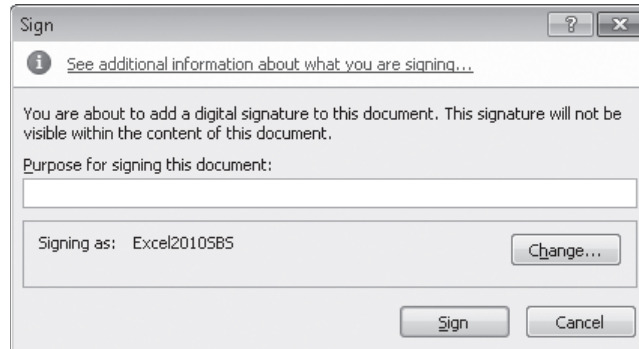 Sign
See additional information about what you are signing...
You are about to add a digital signature to this document. This signature will not be
visible within the content of this document.
Purpose for signing this document:
Signing as: Excel2010SBS
Change...
Sign
Cancel